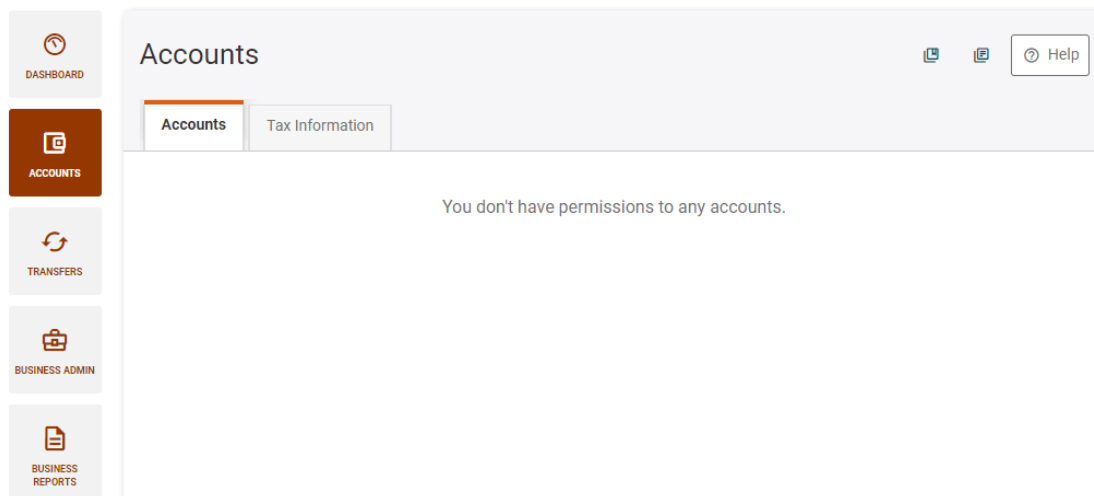 DASHBOARD
ACCOUNTS
TRANSFERS
BUSINESS ADMIN
BUSINESS
REPORTS
Accounts
Help
Accounts
Tax Information
You don't have permissions to any accounts.